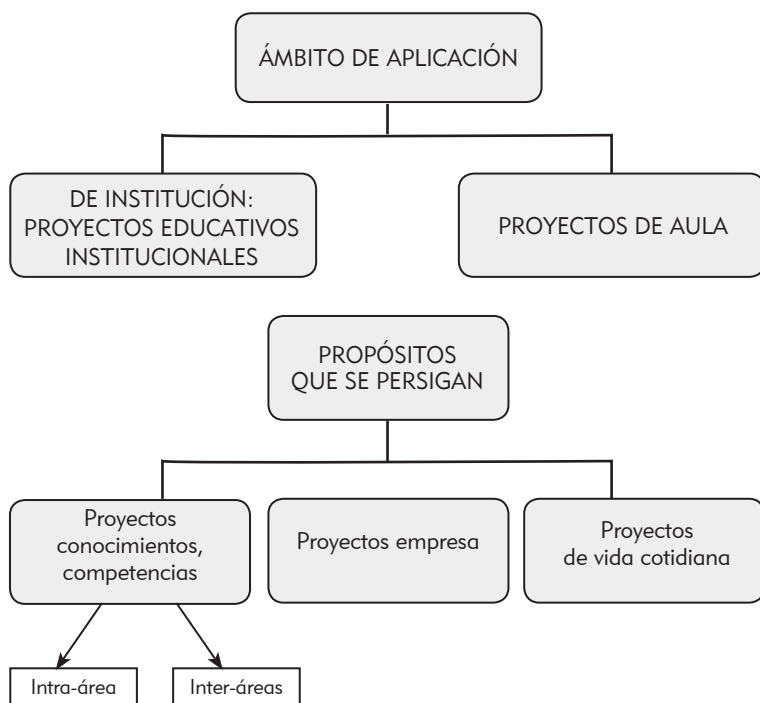 ÁMBITO DE APLICACIÓN
DE INSTITUCIÓN:
PROYECTOS EDUCATIVOS
INSTITUCIONALES
PROYECTOS DE AULA
PROPÓSITOS
QUE SE PERSIGAN
Proyectos
conocimientos,
competencias
Proyectos empresa
Proyectos
de vida cotidiana
Intra-área
Inter-áreas